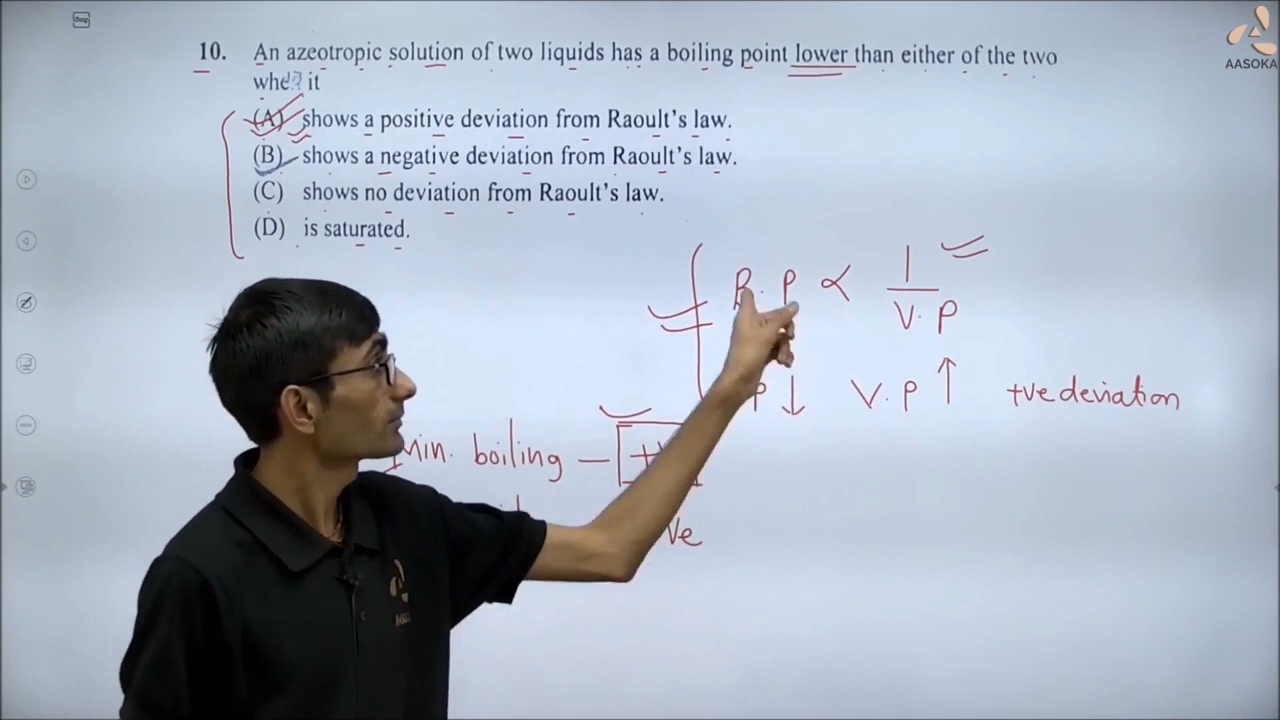 10. An azeotropic solution of two liquids has a boiling point lower than either of the two
when it
(A) shows a positive deviation from Raoult's law.
(B) shows a negative deviation from Raoult's law.
(C) shows no deviation from Raoult's law.
(D) is saturated.
AASOKA
B.P ∝ 1/V.P
P ↓ V.P ↑ +ve deviation
Min. boiling —
ve